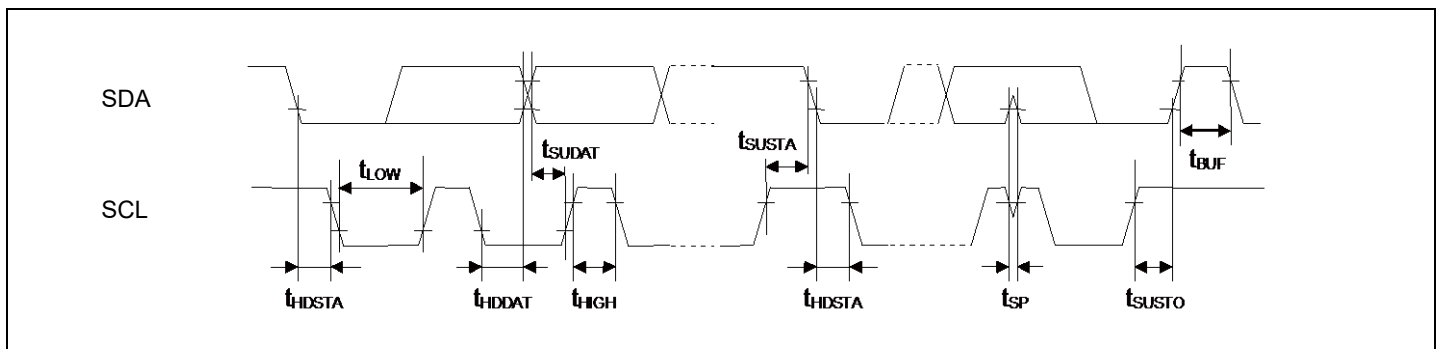 SDA
tSUDAT
tSUSTA
tLOW
tBUF
SCL
tHDSTA
tHDDAT
tHIGH
tHDSTA
tSP
tSUSTO